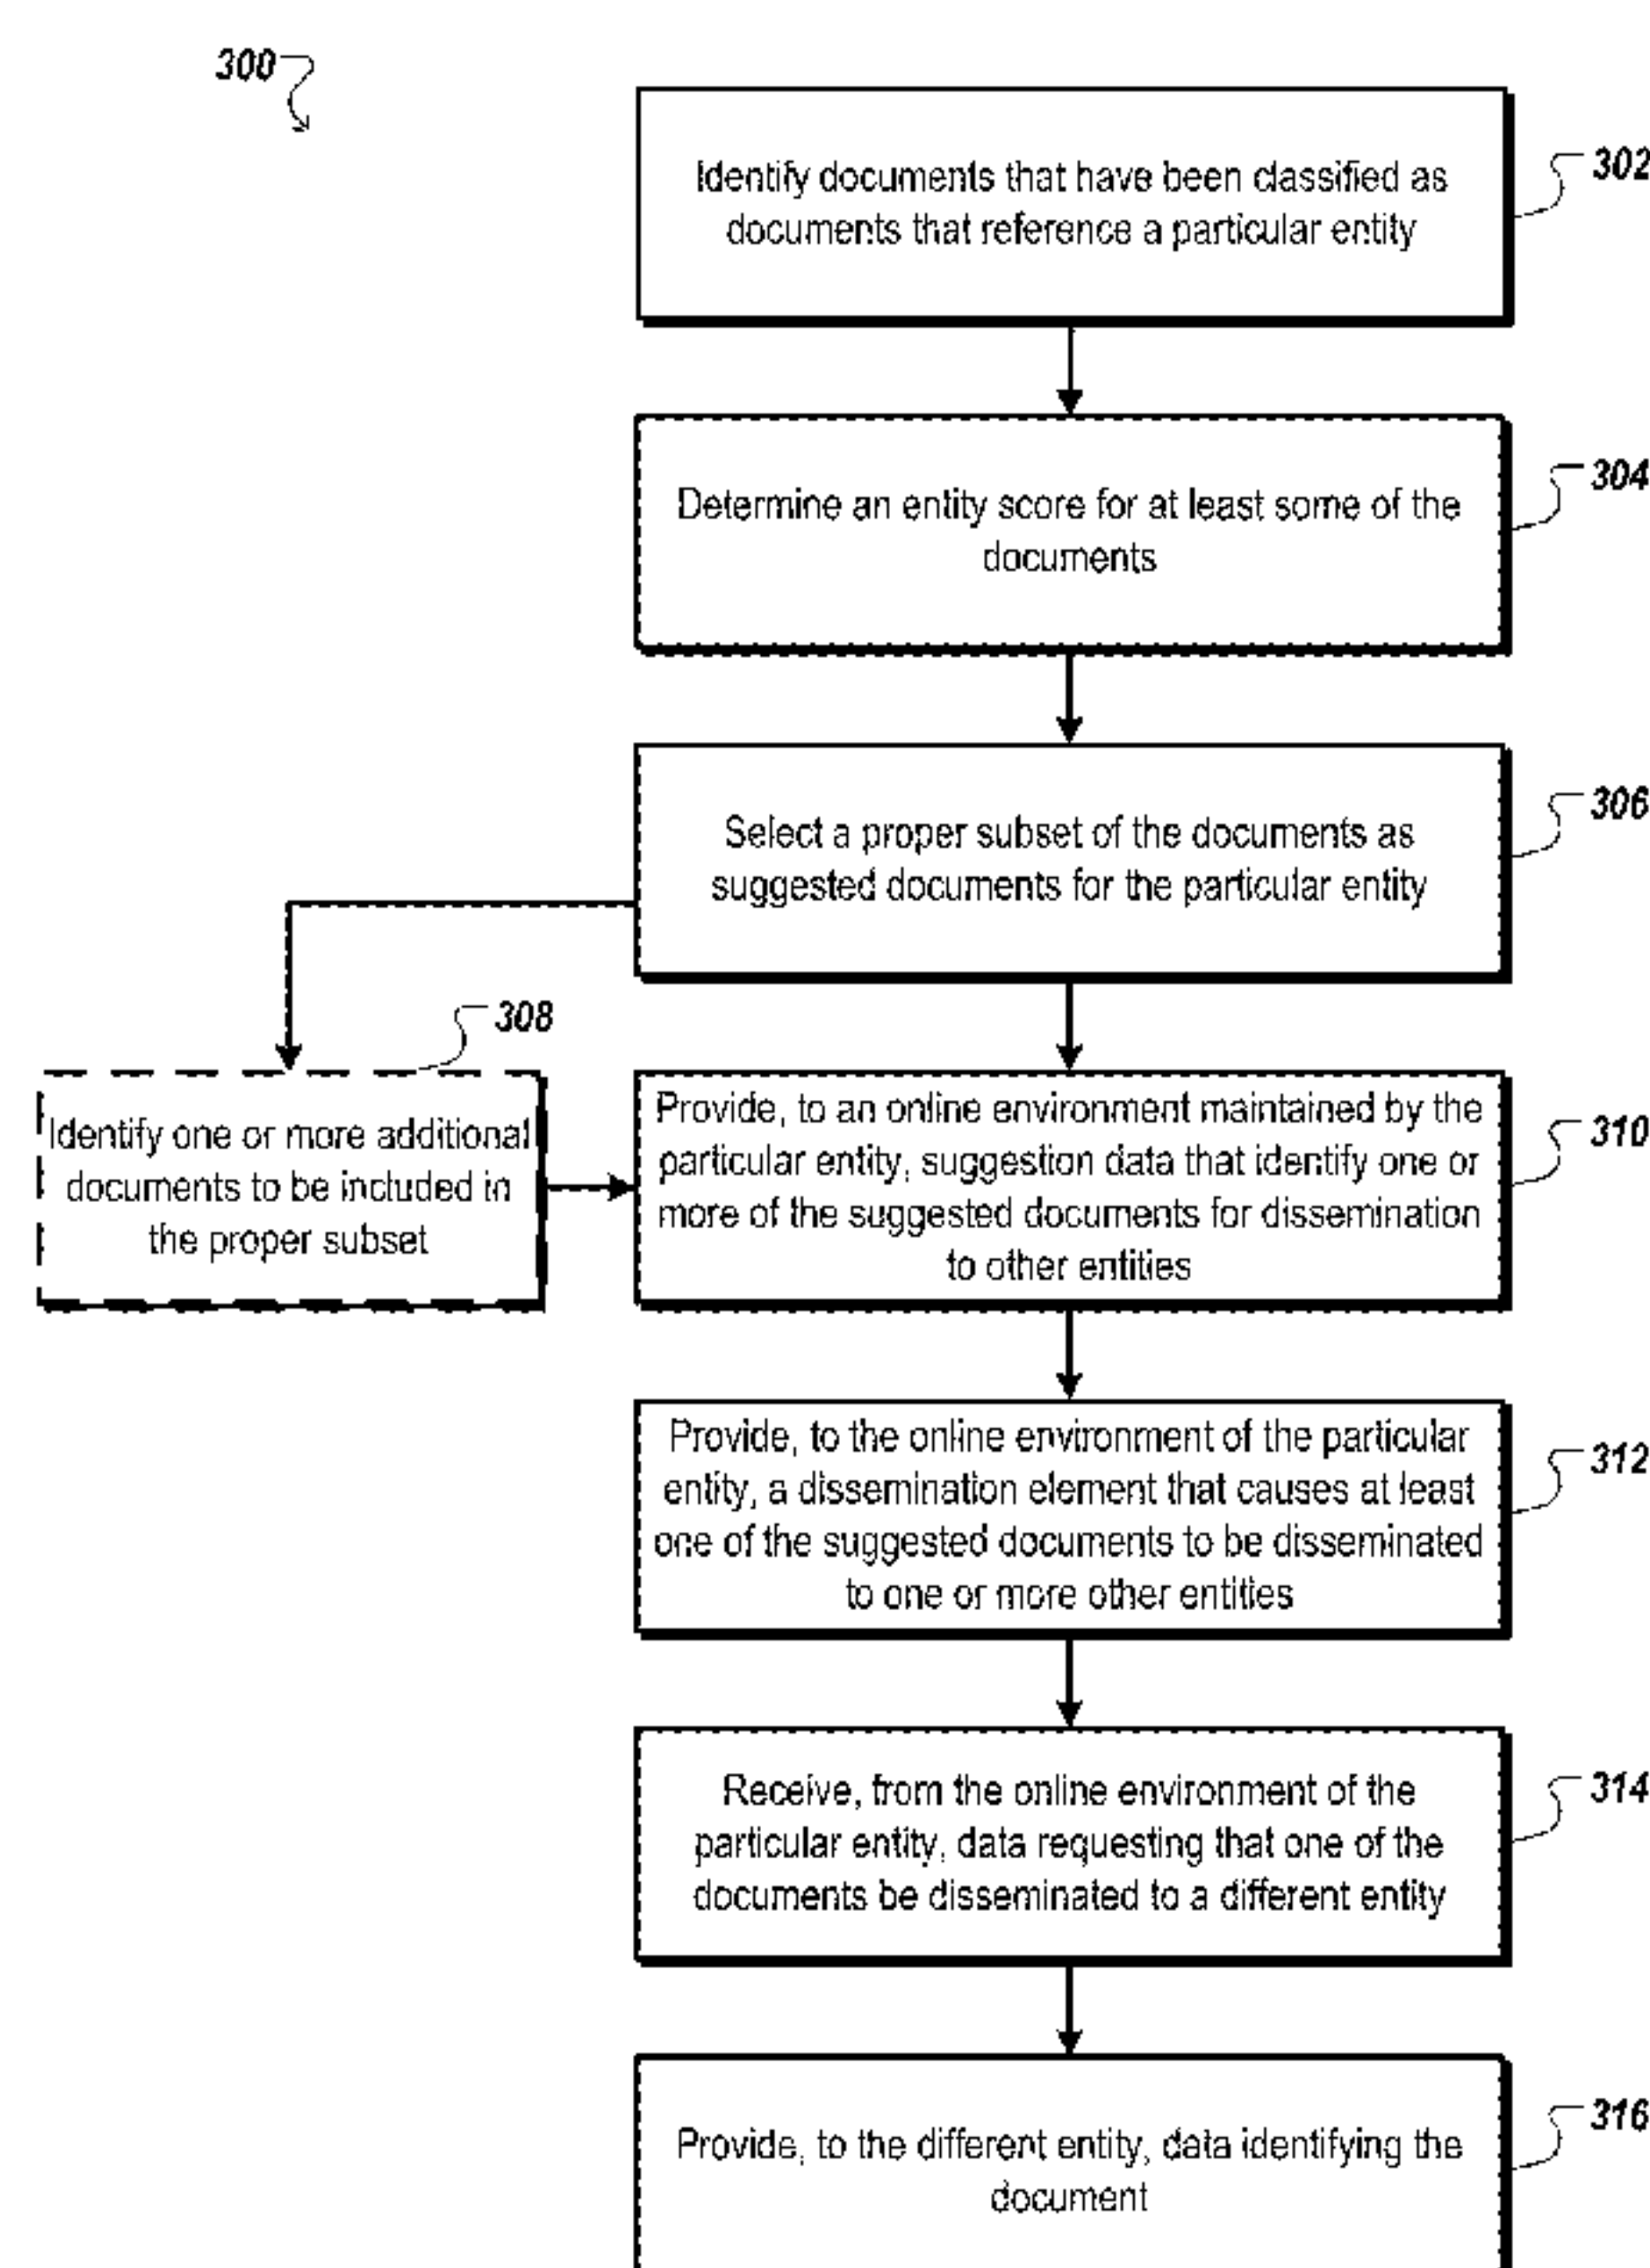 300
Identify documents that have been classified as
documents that reference a particular entity
302
Determine an entity score for at least some of the
documents
304
Select a proper subset of the documents as
suggested documents for the particular entity
306
308
Identify one or more additional
documents to be included in
the proper subset
Provide, to an online environment maintained by the
particular entity, suggestion data that identify one or
more of the suggested documents for dissemination
to other entities
310
Provide, to the online environment of the particular
entity, a dissemination element that causes at least
one of the suggested documents to be disseminated
to one or more other entities
312
Receive, from the online environment of the
particular entity, data requesting that one of the
documents be disseminated to a different entity
314
Provide, to the different entity, data identifying the
document
316